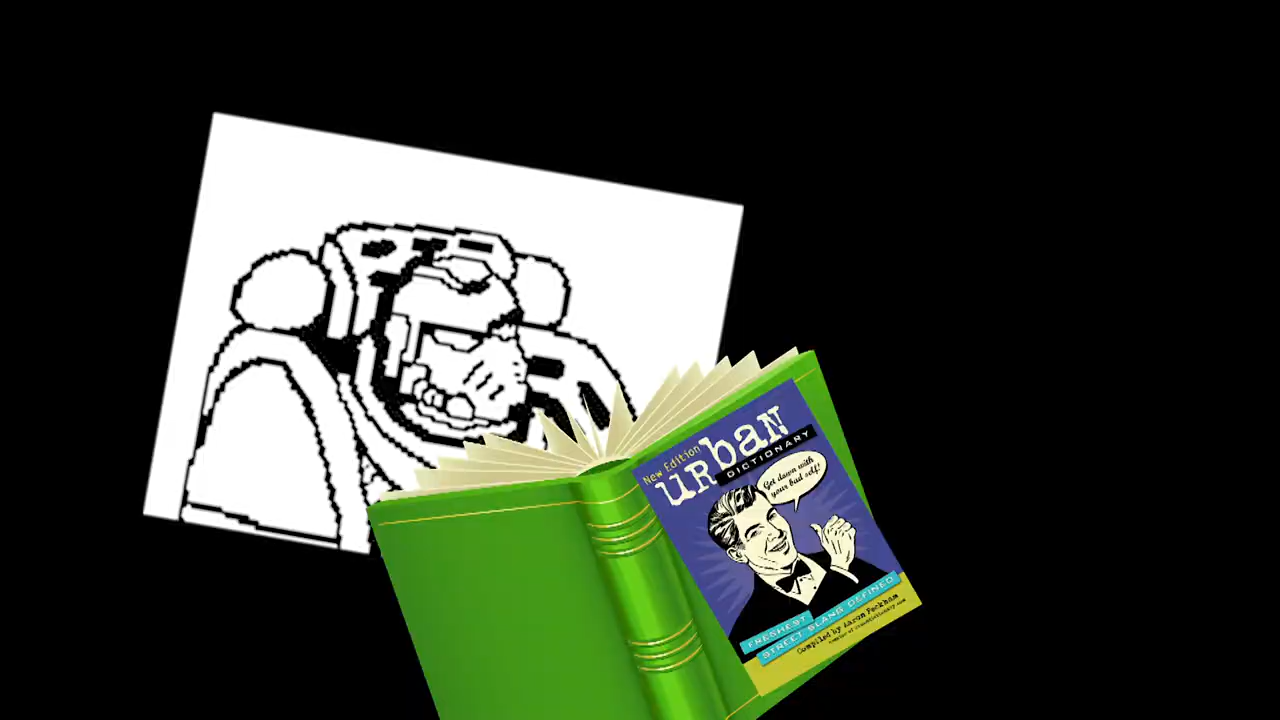 New Edition
urban
DICTIONARY
Get down with
your bad self!
FRESHEST
STREET SLANG DEFINED
Compiled by Aaron Peckham